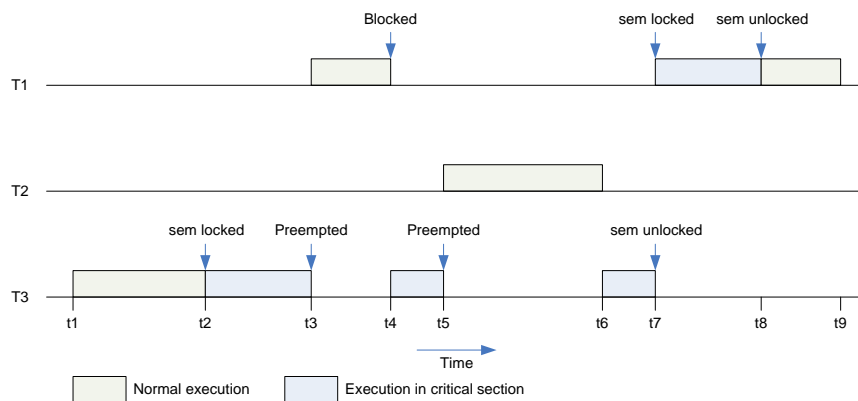 Blocked
sem locked
sem unlocked
T1
T2
sem locked
Preempted
Preempted
sem unlocked
T3
t1
t2
t3
t4
t5
t6
t7
t8
t9
Time
Normal execution
Execution in critical section